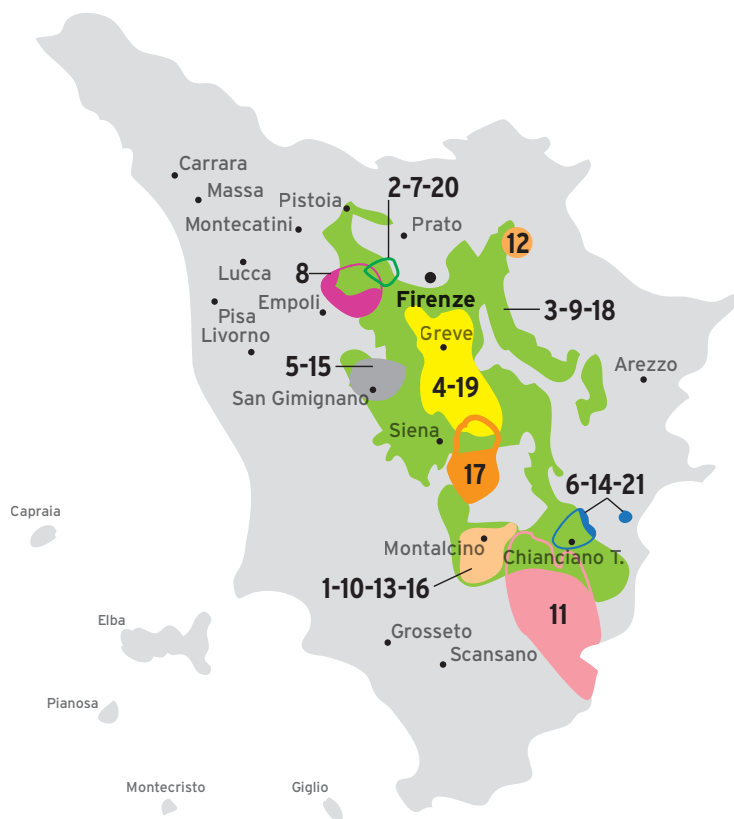 Carrara
Massa
2-7-20
Pistoia
Montecatini
Prato
12
Lucca
8
Firenze
Empoli
3-9-18
Pisa
Livorno
Greve
5-15
Arezzo
4-19
San Gimignano
Siena
17
6-14-21
Capraia
Montalcino
Chianciano T.
1-10-13-16
11
Elba
Grosseto
Scansano
Pianosa
Montecristo
Giglio